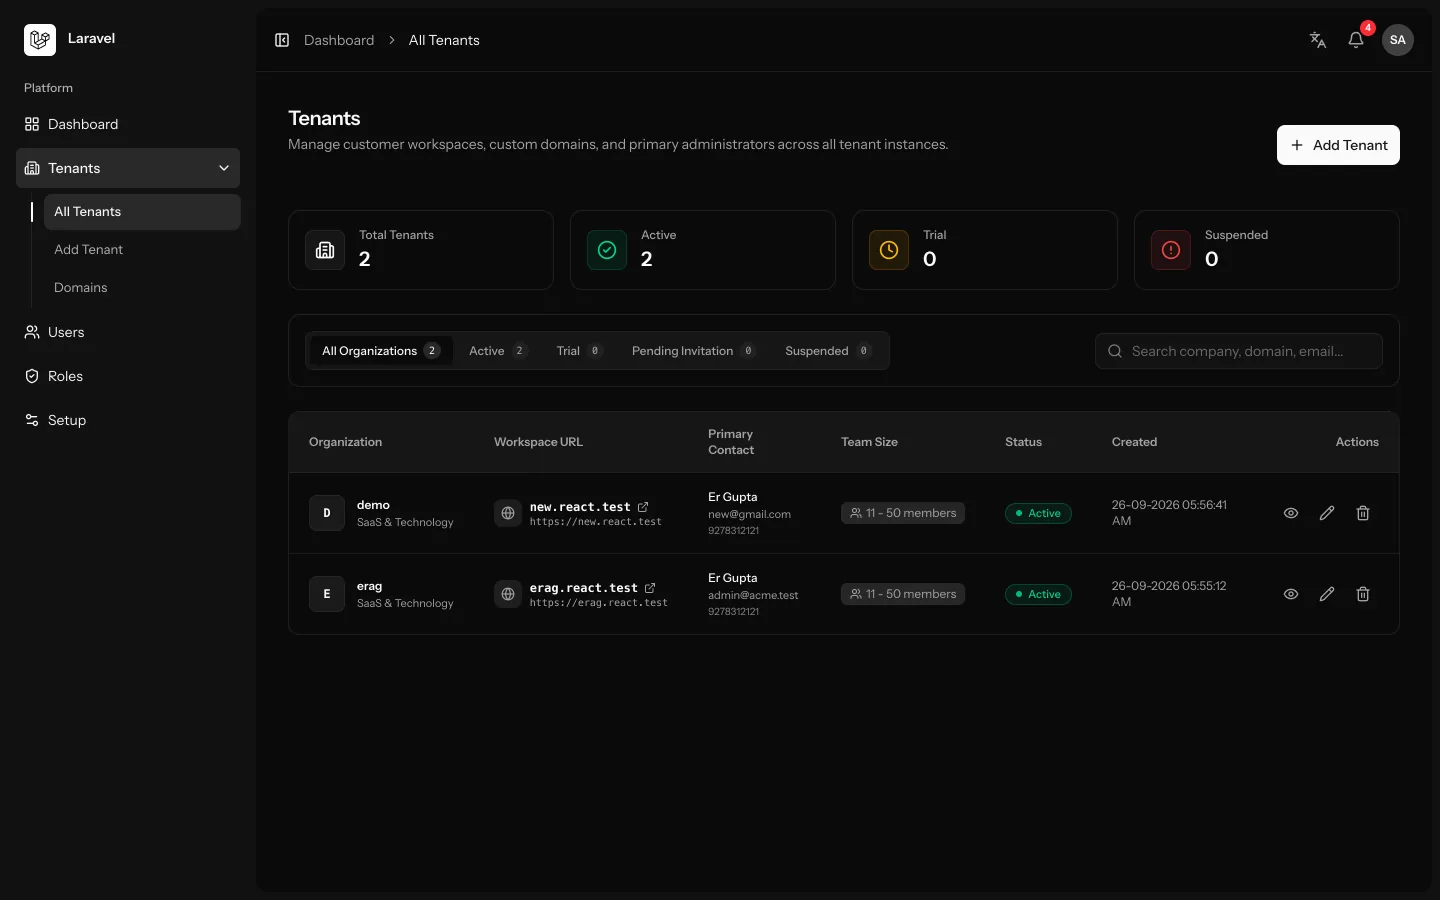 Laravel
Platform
Dashboard
Tenants
All Tenants
Add Tenant
Domains
Users
Roles
Setup
Dashboard > All Tenants
4
SA
Tenants
Manage customer workspaces, custom domains, and primary administrators across all tenant instances.
+ Add Tenant
Total Tenants
2
Active
2
Trial
0
Suspended
0
All Organizations 2 Active 2 Trial 0 Pending Invitation 0 Suspended 0
Search company, domain, email...
Organization Workspace URL Primary Contact Team Size Status Created Actions
D
demo
SaaS & Technology
new.react.test
https://new.react.test
Er Gupta
new@gmail.com
9278312121
11 - 50 members
Active
26-09-2026 05:56:41
AM
E
erag
SaaS & Technology
erag.react.test
https://erag.react.test
Er Gupta
admin@acme.test
9278312121
11 - 50 members
Active
26-09-2026 05:55:12
AM